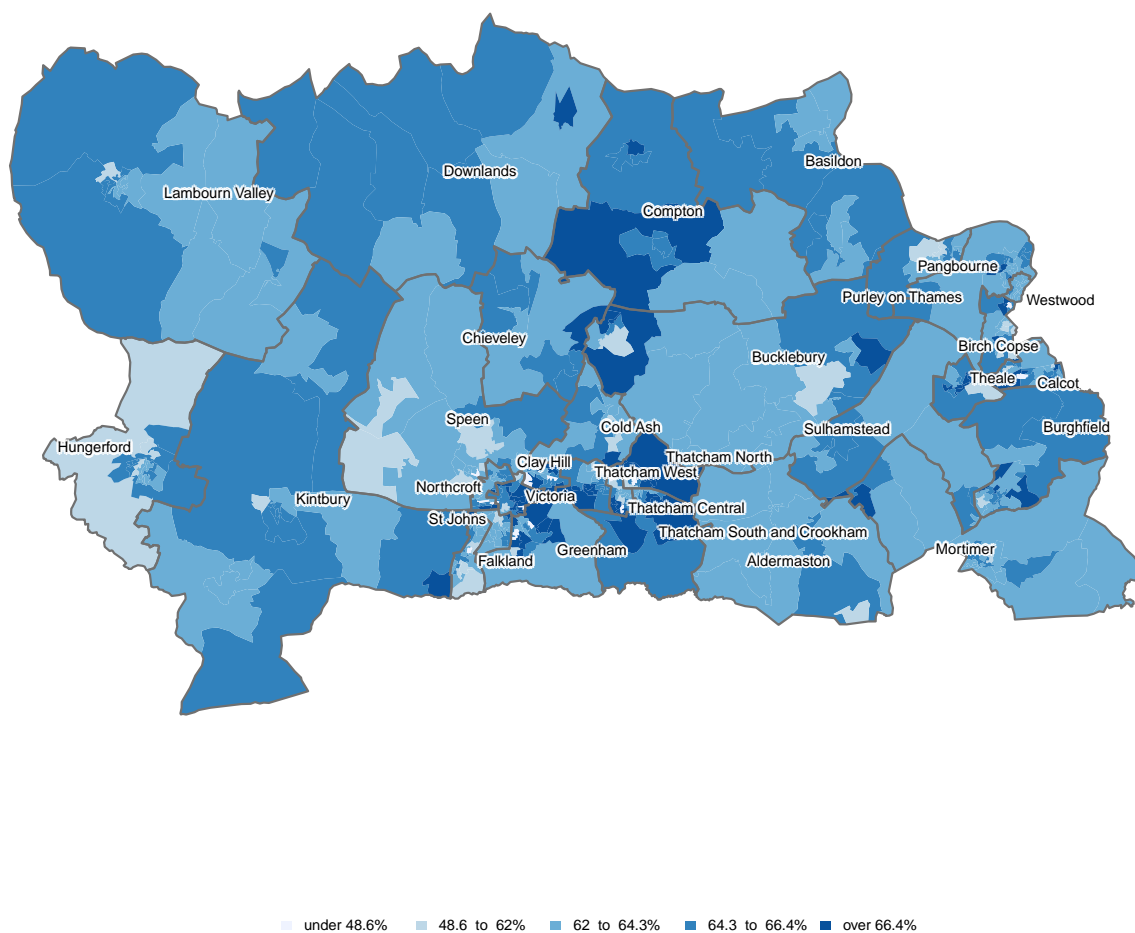 Downlands
Basildon
Lambourn Valley
Compton
Pangbourne
Purley on Thames
Westwood
Chieveley
Birch Copse
Bucklebury
Theale
Calcot
Speen
Cold Ash
Sulhamstead
Burghfield
Hungerford
Clay Hill
Thatcham North
Thatcham West
Northcroft
Victoria
Kintbury
Thatcham Central
St Johns
Thatcham South and Crookham
Greenham
Mortimer
Falkland
Aldermaston
under 48.6% 48.6 to 62% 62 to 64.3% 64.3 to 66.4% over 66.4%